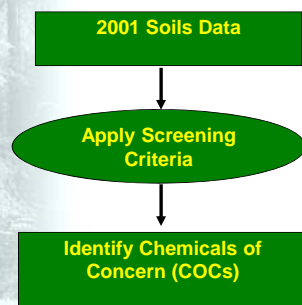 2001 Soils Data
Apply Screening
Criteria
Identify Chemicals of
Concern (COCs)